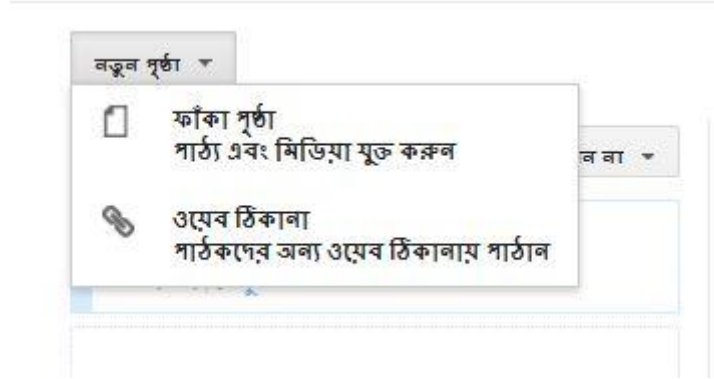 নতুন পৃষ্ঠা
ফাঁকা পৃষ্ঠা
পাঠ্য এবং মিডিয়া যুক্ত করুন
ন না
ওয়েব ঠিকানা
পাঠকদের অন্য ওয়েব ঠিকানায় পাঠান